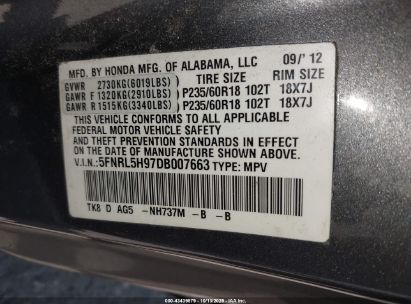 MFD. BY HONDA MFG. OF ALABAMA, LLC 09/'12
GVWR 2730KG(6019LBS) TIRE SIZE RIM SIZE
GAWR F 1320KG(2910LBS) P235/60R18 102T 18X7J
GAWR R 1515KG(3340LBS) P235/60R18 102T 18X7J
THIS VEHICLE CONFORMS TO ALL APPLICABLE
FEDERAL MOTOR VEHICLE SAFETY, BUMPER,
AND THEFT PREVENTION STANDARDS IN EFFECT
ON THE DATE OF MANUFACTURE SHOWN ABOVE.
V.I.N.: 5FNRL5H97DB007663 TYPE: MPV
TK8 D AG5 -NH737M -B -B